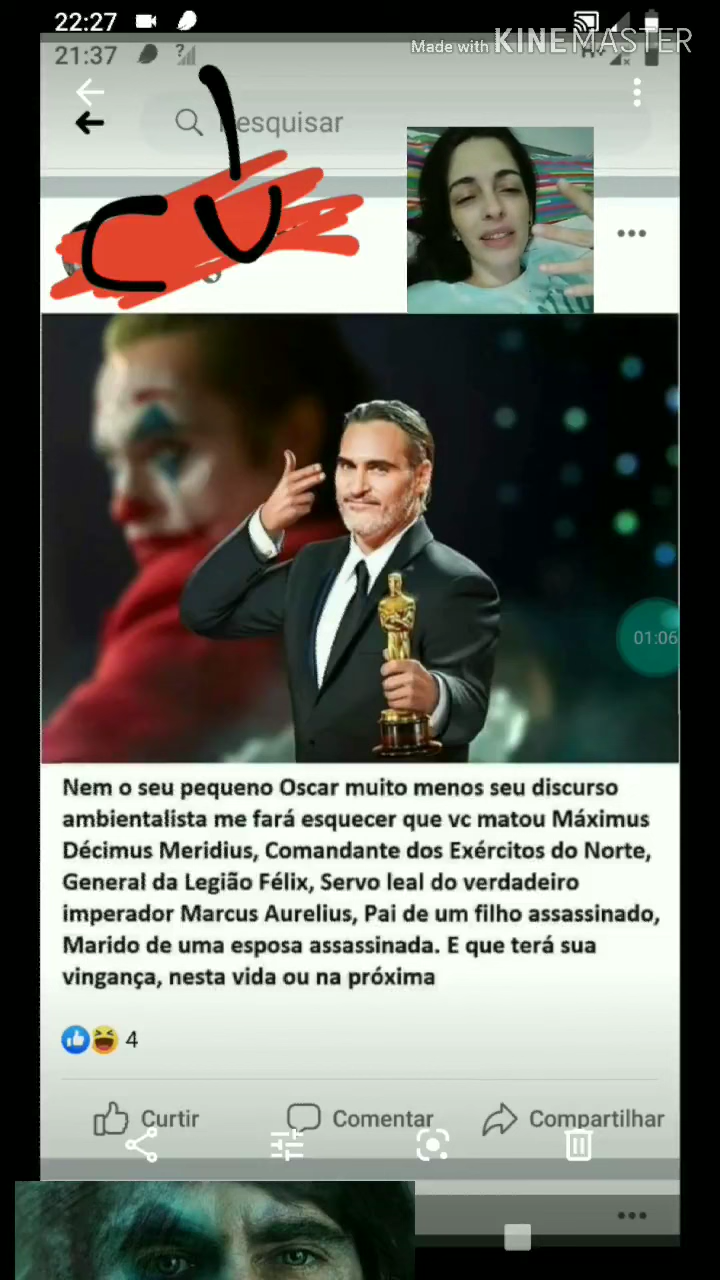 22:27
Made with KINEMASTER
21:37
H+
esquisar
CU
01:06
Nem o seu pequeno Oscar muito menos seu discurso
ambientalista me fará esquecer que vc matou Máximus
Décimus Meridius, Comandante dos Exércitos do Norte,
General da Legião Félix, Servo leal do verdadeiro
imperador Marcus Aurelius, Pai de um filho assassinado,
Marido de uma esposa assassinada. E que terá sua
vingança, nesta vida ou na próxima
4
Curtir Comentar Compartilhar